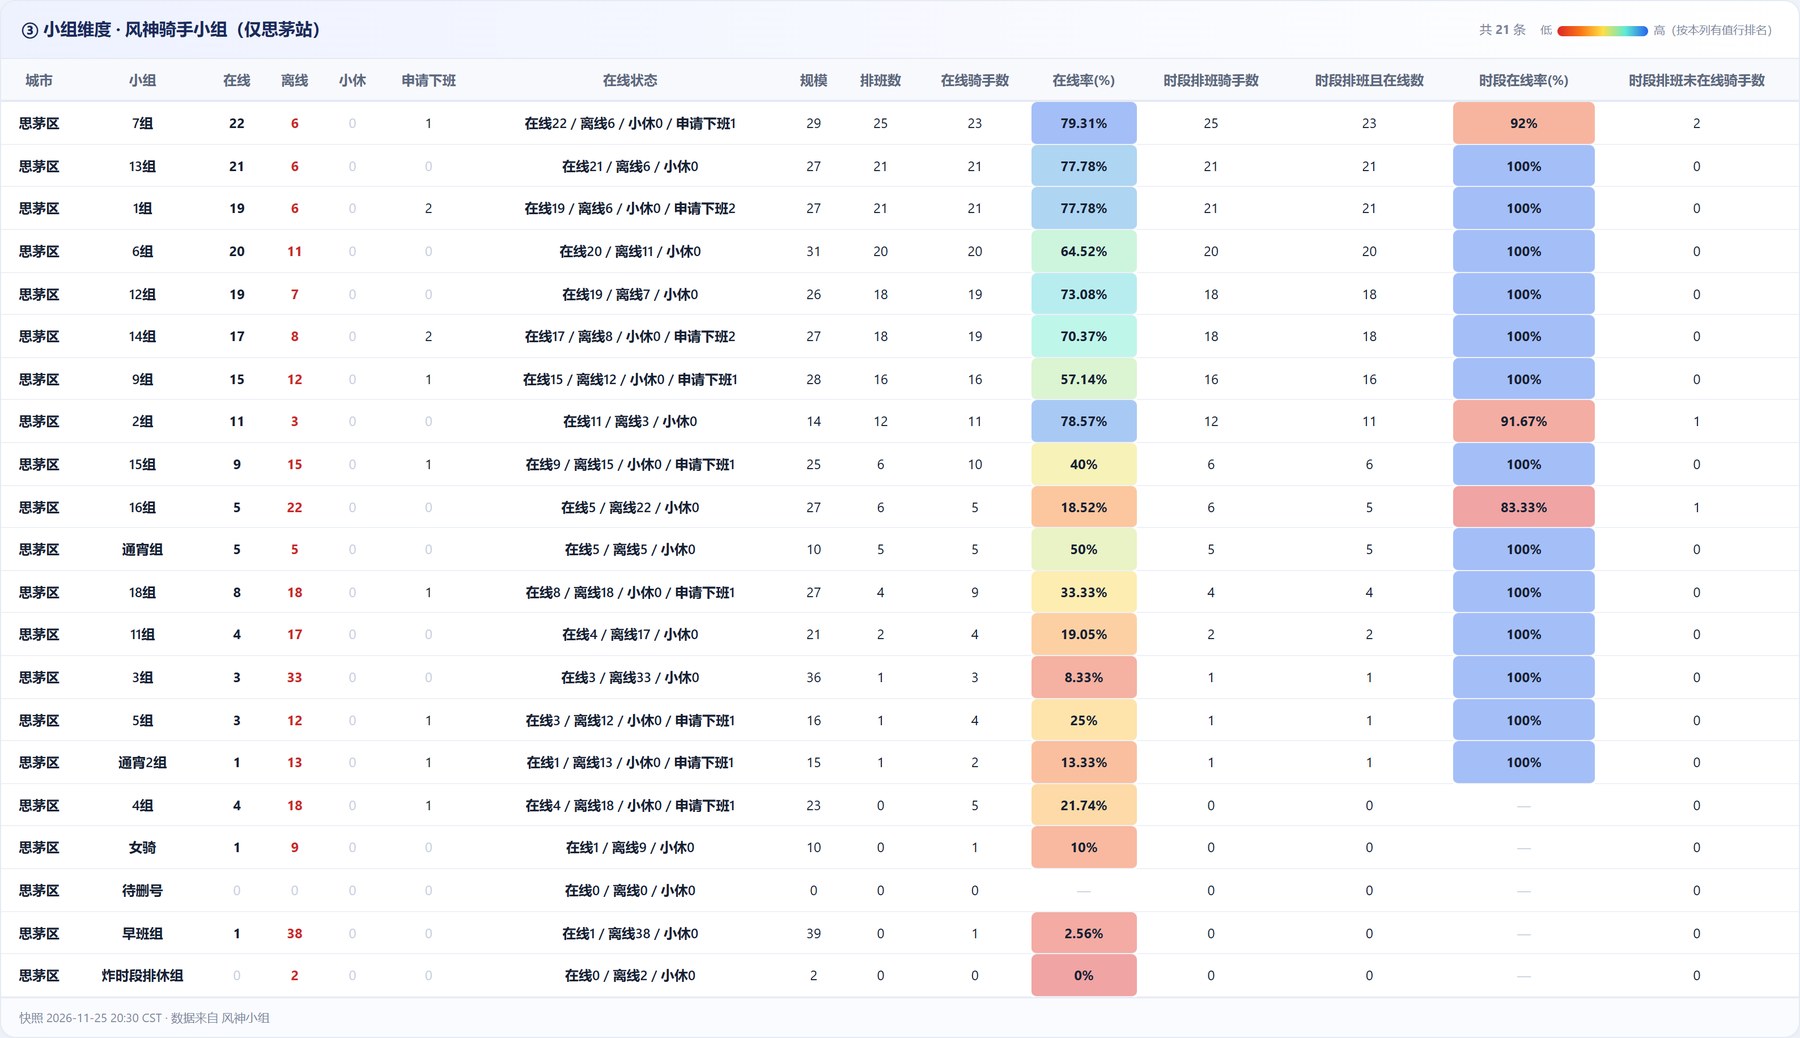 ③ 小组维度 · 风神骑手小组（仅思茅站）
共 21 条 低 高（按本列有值行排名）
城市 小组 在线 离线 小休 申请下班 在线状态 规模 排班数 在线骑手数 在线率(%) 时段排班骑手数 时段排班且在线数 时段在线率(%) 时段排班未在线骑手数
思茅区 7组 22 6 0 1 在线22 / 离线6 / 小休0 / 申请下班1 29 25 23 79.31% 25 23 92% 2
思茅区 13组 21 6 0 0 在线21 / 离线6 / 小休0 27 21 21 77.78% 21 21 100% 0
思茅区 1组 19 6 0 2 在线19 / 离线6 / 小休0 / 申请下班2 27 21 21 77.78% 21 21 100% 0
思茅区 6组 20 11 0 0 在线20 / 离线11 / 小休0 31 20 20 64.52% 20 20 100% 0
思茅区 12组 19 7 0 0 在线19 / 离线7 / 小休0 26 18 19 73.08% 18 18 100% 0
思茅区 14组 17 8 0 2 在线17 / 离线8 / 小休0 / 申请下班2 27 18 19 70.37% 18 18 100% 0
思茅区 9组 15 12 0 1 在线15 / 离线12 / 小休0 / 申请下班1 28 16 16 57.14% 16 16 100% 0
思茅区 2组 11 3 0 0 在线11 / 离线3 / 小休0 14 12 11 78.57% 12 11 91.67% 1
思茅区 15组 9 15 0 1 在线9 / 离线15 / 小休0 / 申请下班1 25 6 10 40% 6 6 100% 0
思茅区 16组 5 22 0 0 在线5 / 离线22 / 小休0 27 6 5 18.52% 6 5 83.33% 1
思茅区 通宵组 5 5 0 0 在线5 / 离线5 / 小休0 10 5 5 50% 5 5 100% 0
思茅区 18组 8 18 0 1 在线8 / 离线18 / 小休0 / 申请下班1 27 4 9 33.33% 4 4 100% 0
思茅区 11组 4 17 0 0 在线4 / 离线17 / 小休0 21 2 4 19.05% 2 2 100% 0
思茅区 3组 3 33 0 0 在线3 / 离线33 / 小休0 36 1 3 8.33% 1 1 100% 0
思茅区 5组 3 12 0 1 在线3 / 离线12 / 小休0 / 申请下班1 16 1 4 25% 1 1 100% 0
思茅区 通宵2组 1 13 0 1 在线1 / 离线13 / 小休0 / 申请下班1 15 1 2 13.33% 1 1 100% 0
思茅区 4组 4 18 0 1 在线4 / 离线18 / 小休0 / 申请下班1 23 0 5 21.74% 0 0 — 0
思茅区 女骑 1 9 0 0 在线1 / 离线9 / 小休0 10 0 1 10% 0 0 — 0
思茅区 待删号 0 0 0 0 在线0 / 离线0 / 小休0 0 0 0 — 0 0 — 0
思茅区 早班组 1 38 0 0 在线1 / 离线38 / 小休0 39 0 1 2.56% 0 0 — 0
思茅区 炸时段排休组 0 2 0 0 在线0 / 离线2 / 小休0 2 0 0 0% 0 0 — 0
快照 2026-11-25 20:30 CST · 数据来自 风神小组